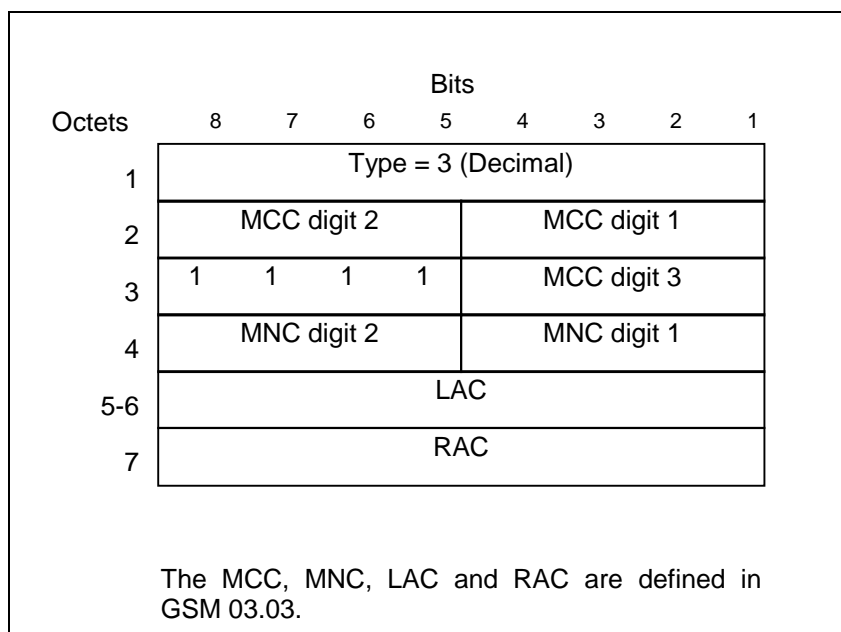 Bits
Octets 8 7 6 5 4 3 2 1
1 Type = 3 (Decimal)
2 MCC digit 2 MCC digit 1
3 1 1 1 1 MCC digit 3
4 MNC digit 2 MNC digit 1
5-6 LAC
7 RAC
The MCC, MNC, LAC and RAC are defined in
GSM 03.03.